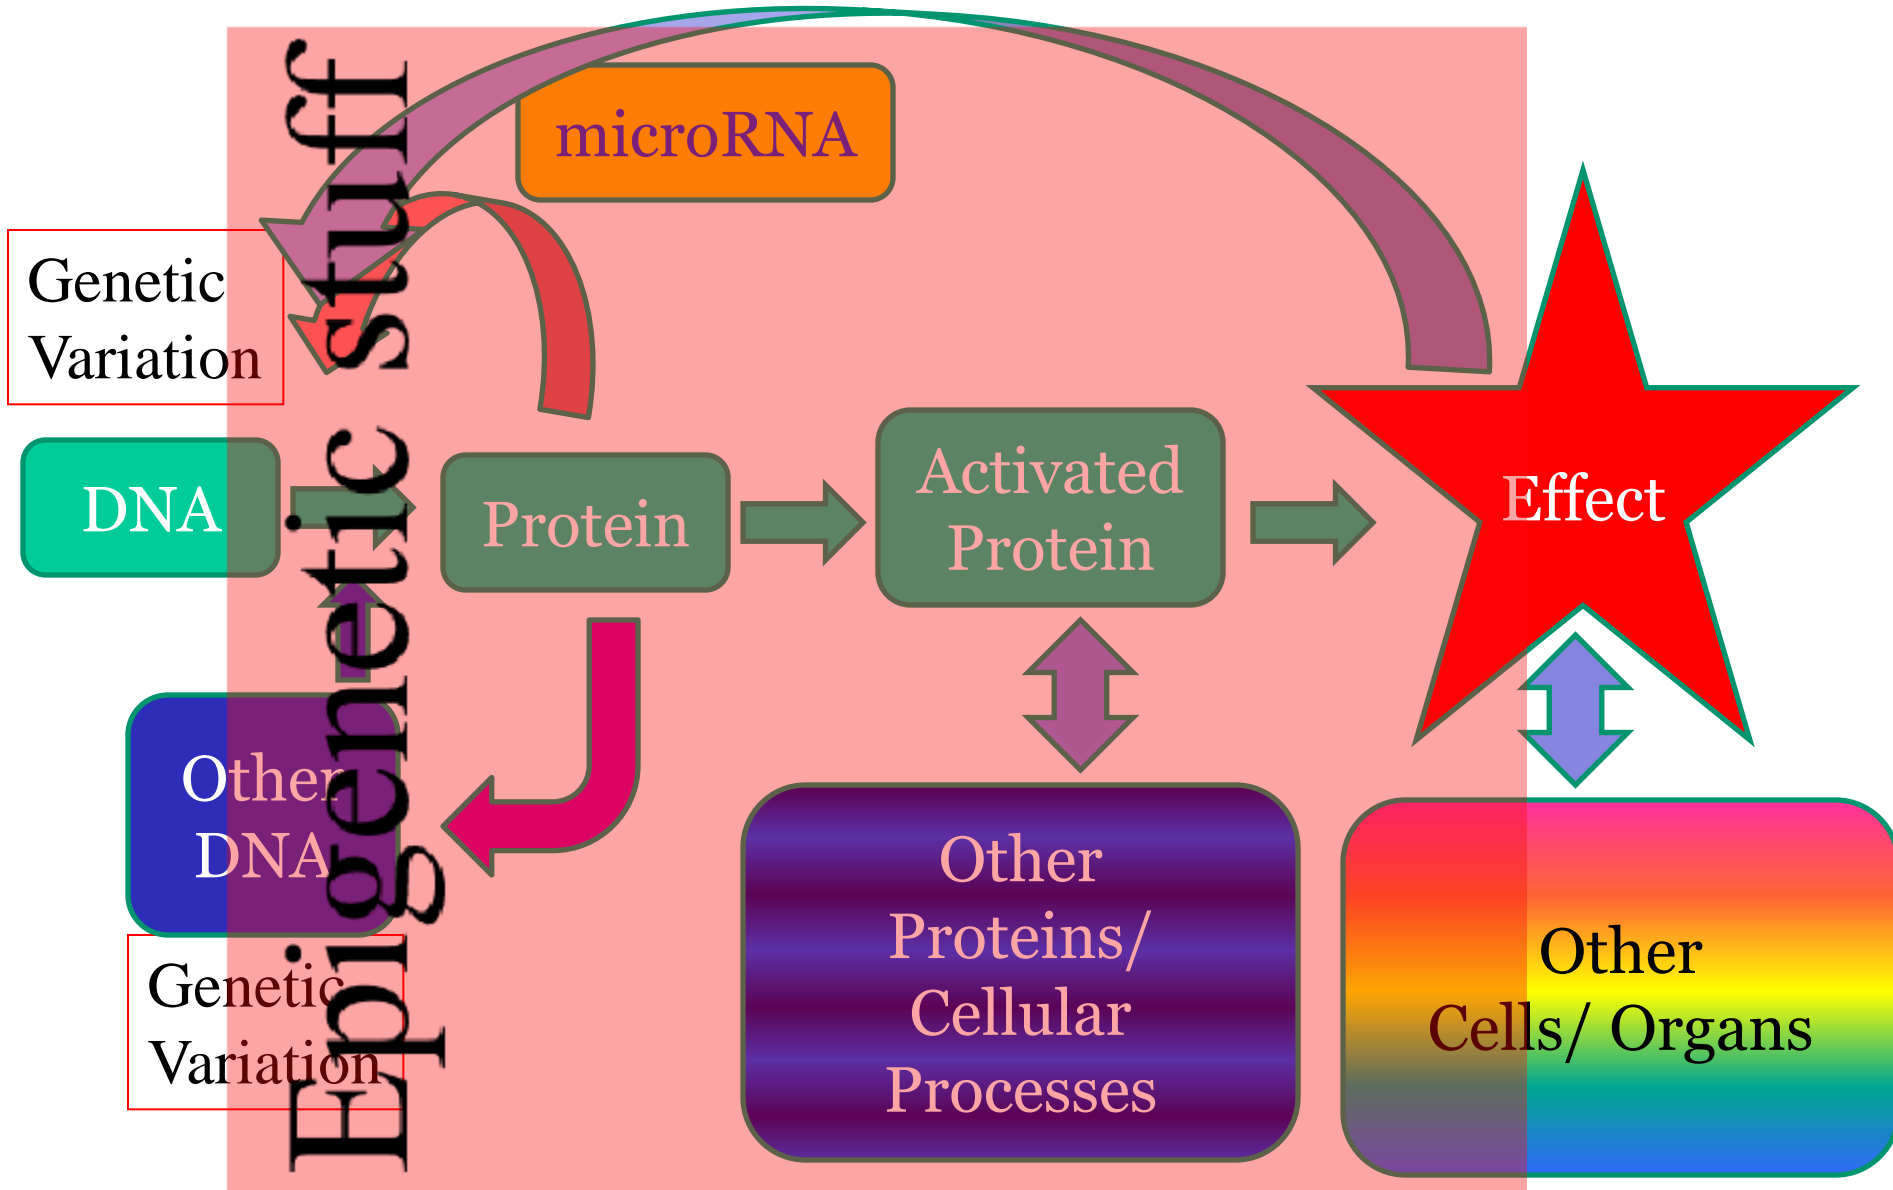 Epigenetic stuff
microRNA
Genetic
Variation
DNA
Protein
Activated
Protein
Effect
Other
DNA
Genetic
Variation
Other
Proteins/
Cellular
Processes
Other
Cells/ Organs